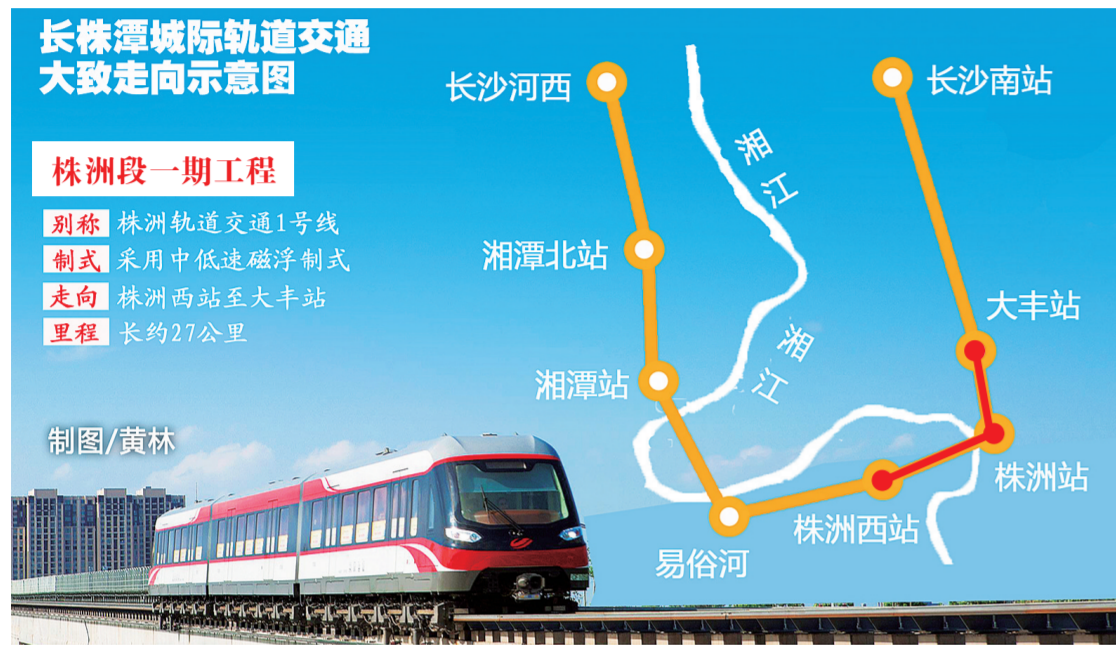 长株潭城际轨道交通
大致走向示意图
株洲段一期工程
别称 株洲轨道交通1号线
制式 采用中低速磁浮制式
走向 株洲西站至大丰站
里程 长约27公里
制图/黄林
长沙河西
长沙南站
湘江
湘潭北站
大丰站
湘江
湘潭站
株洲站
株洲西站
易俗河